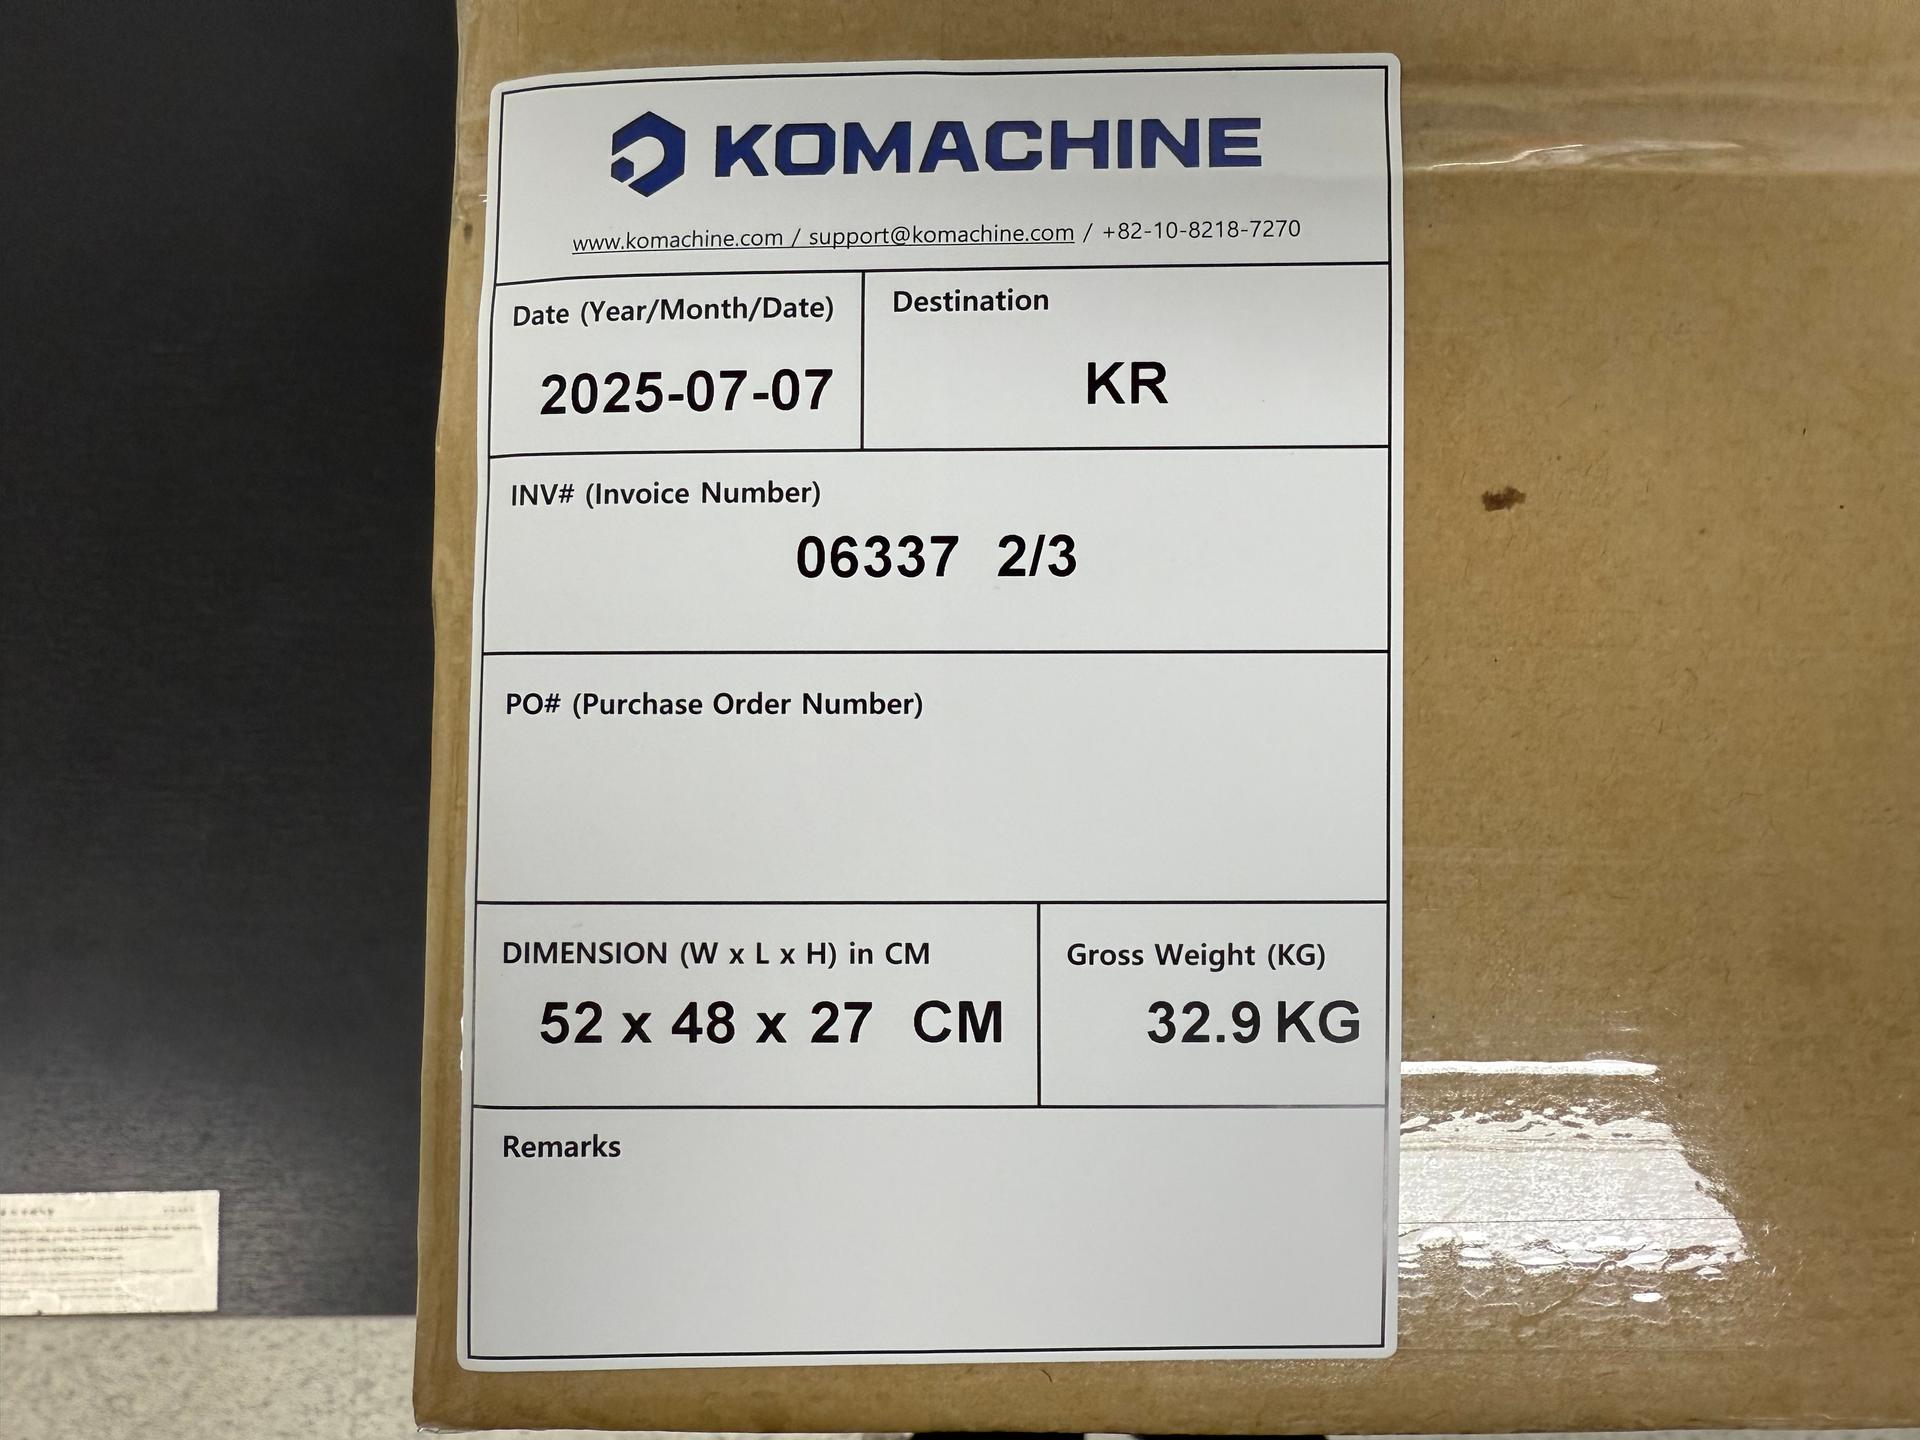 KOMACHINE
www.komachine.com / support@komachine.com / +82-10-8218-7270
Date (Year/Month/Date)
2025-07-07
Destination
KR
INV# (Invoice Number)
06337 2/3
PO# (Purchase Order Number)
DIMENSION (W x L x H) in CM
52 x 48 x 27 CM
Gross Weight (KG)
32.9 KG
Remarks